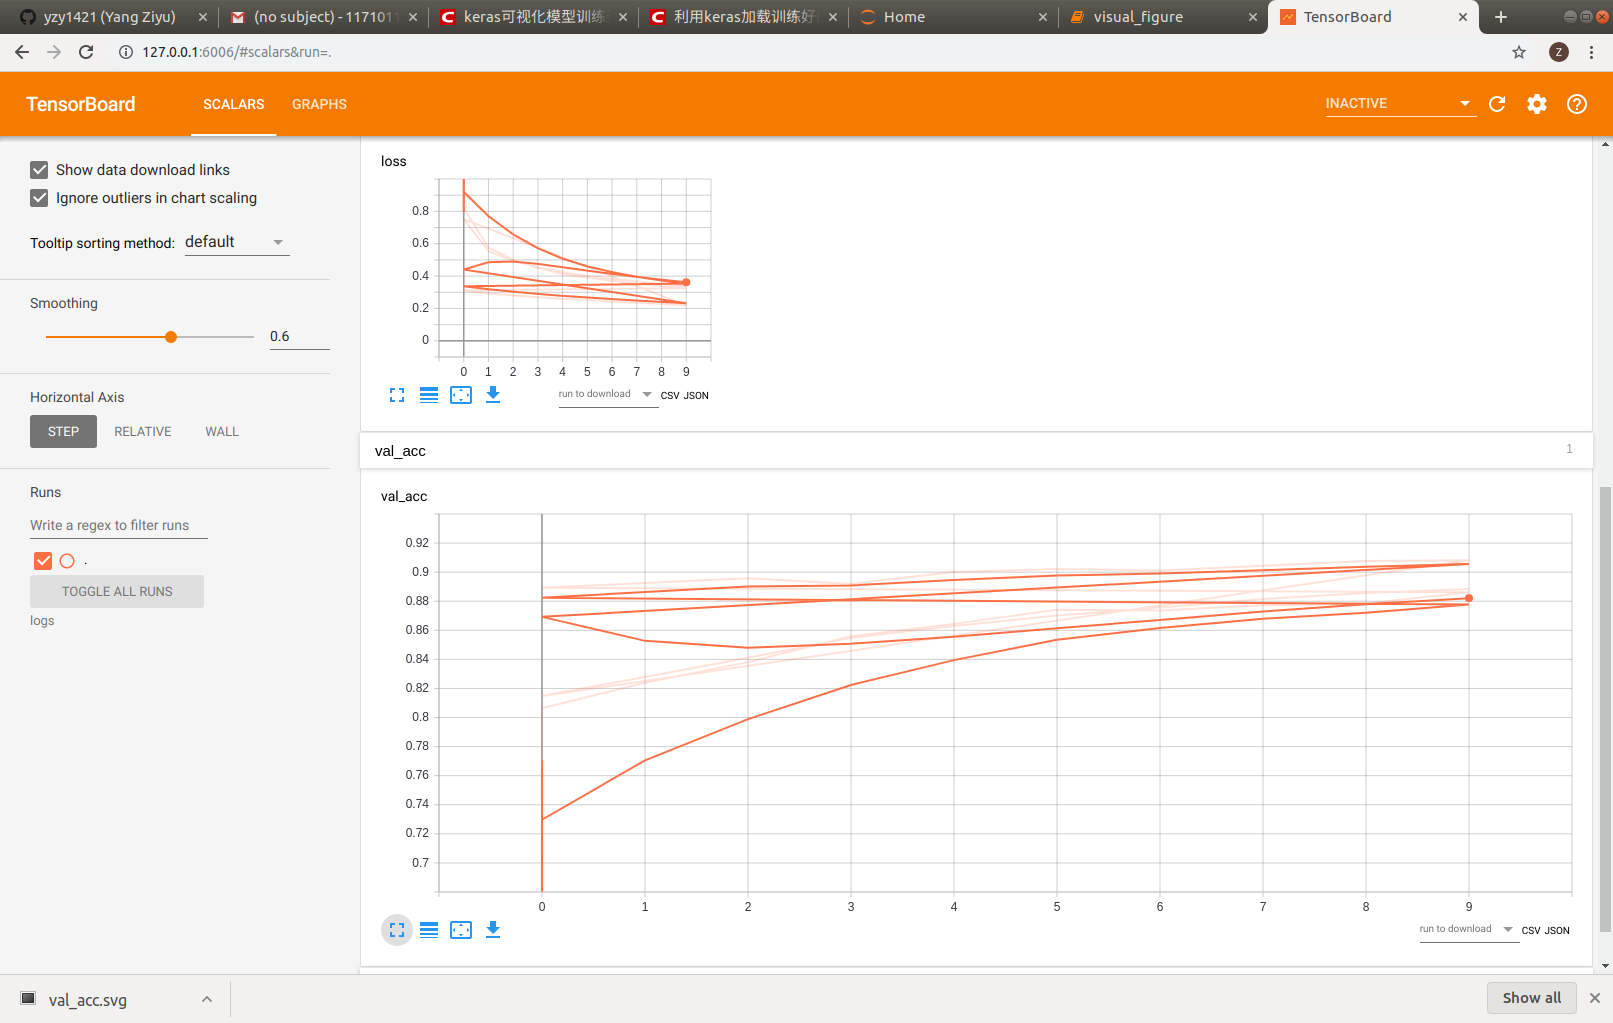 yzy1421 (Yang Ziyu)
(no subject) - 117101
keras可视化模型训练
利用keras加载训练好
Home
visual_figure
TensorBoard
127.0.0.1:6006/#scalars&run=.
Z
TensorBoard
SCALARS
GRAPHS
INACTIVE
Show data download links
Ignore outliers in chart scaling
Tooltip sorting method: default
Smoothing
0.6
Horizontal Axis
STEP RELATIVE WALL
Runs
Write a regex to filter runs
.
TOGGLE ALL RUNS
logs
loss
0.8
0.6
0.4
0.2
0
0 1 2 3 4 5 6 7 8 9
run to download CSV JSON
val_acc 1
val_acc
0.92
0.9
0.88
0.86
0.84
0.82
0.8
0.78
0.76
0.74
0.72
0.7
0 1 2 3 4 5 6 7 8 9
run to download CSV JSON
val_acc.svg
Show all